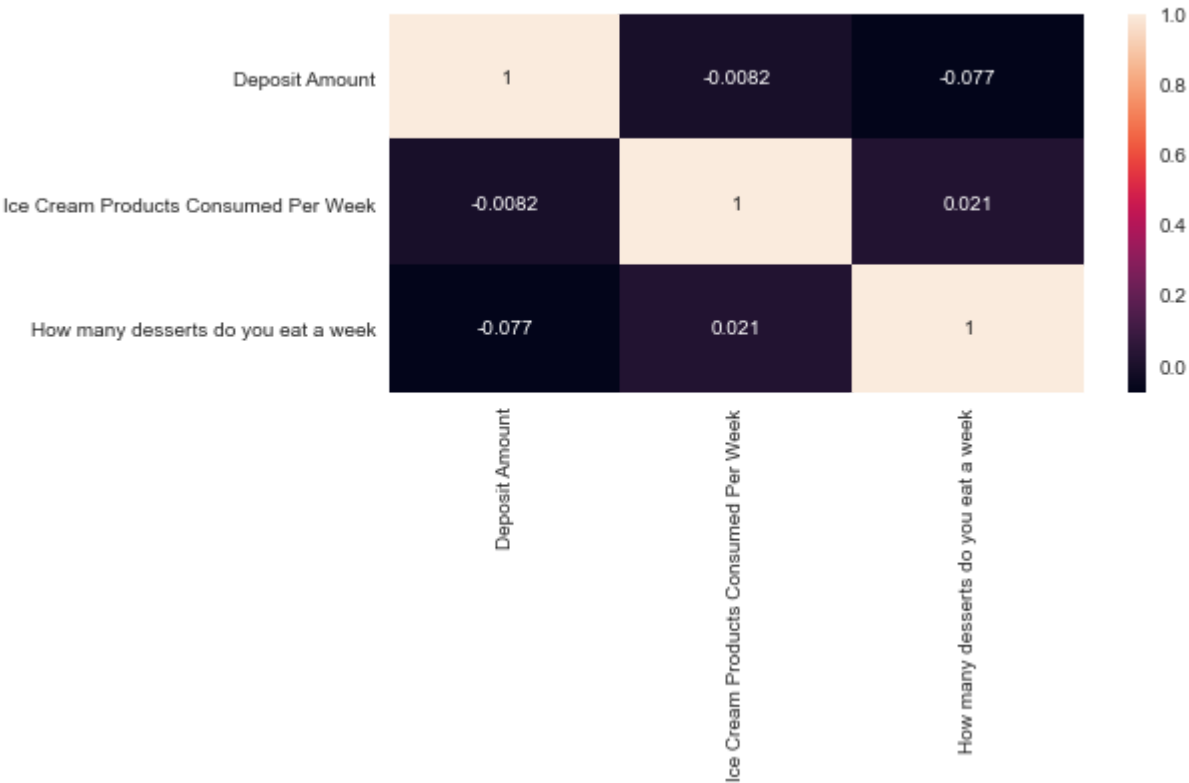 1.0
Deposit Amount 1 -0.0082 -0.077
0.8
0.6
Ice Cream Products Consumed Per Week -0.0082 1 0.021
0.4
0.2
How many desserts do you eat a week -0.077 0.021 1
0.0
Deposit Amount
Ice Cream Products Consumed Per Week
How many desserts do you eat a week